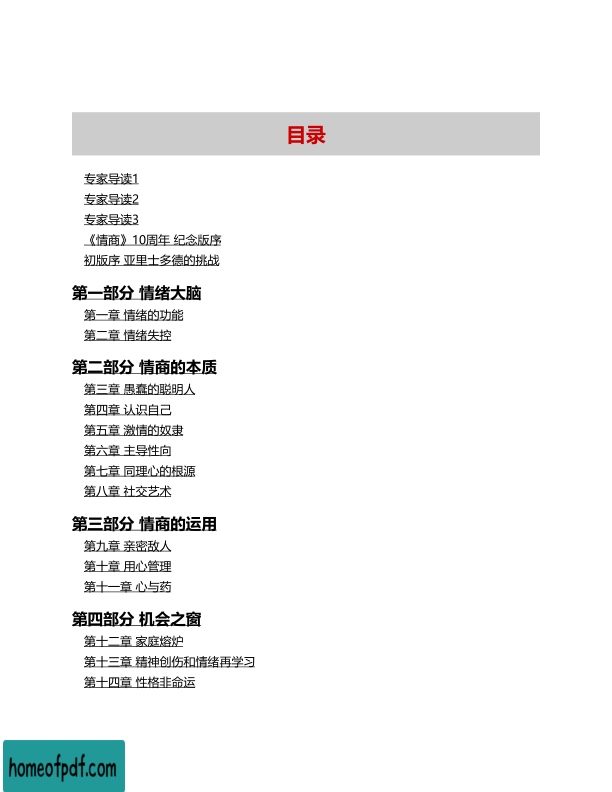 目录
专家导读1
专家导读2
专家导读3
《情商》10周年 纪念版序
初版序 亚里士多德的挑战
第一部分 情绪大脑
第一章 情绪的功能
第二章 情绪失控
第二部分 情商的本质
第三章 愚蠢的聪明人
第四章 认识自己
第五章 激情的奴隶
第六章 主导性向
第七章 同理心的根源
第八章 社交艺术
第三部分 情商的运用
第九章 亲密敌人
第十章 用心管理
第十一章 心与药
第四部分 机会之窗
第十二章 家庭熔炉
第十三章 精神创伤和情绪再学习
第十四章 性格非命运
homeofpdf.com